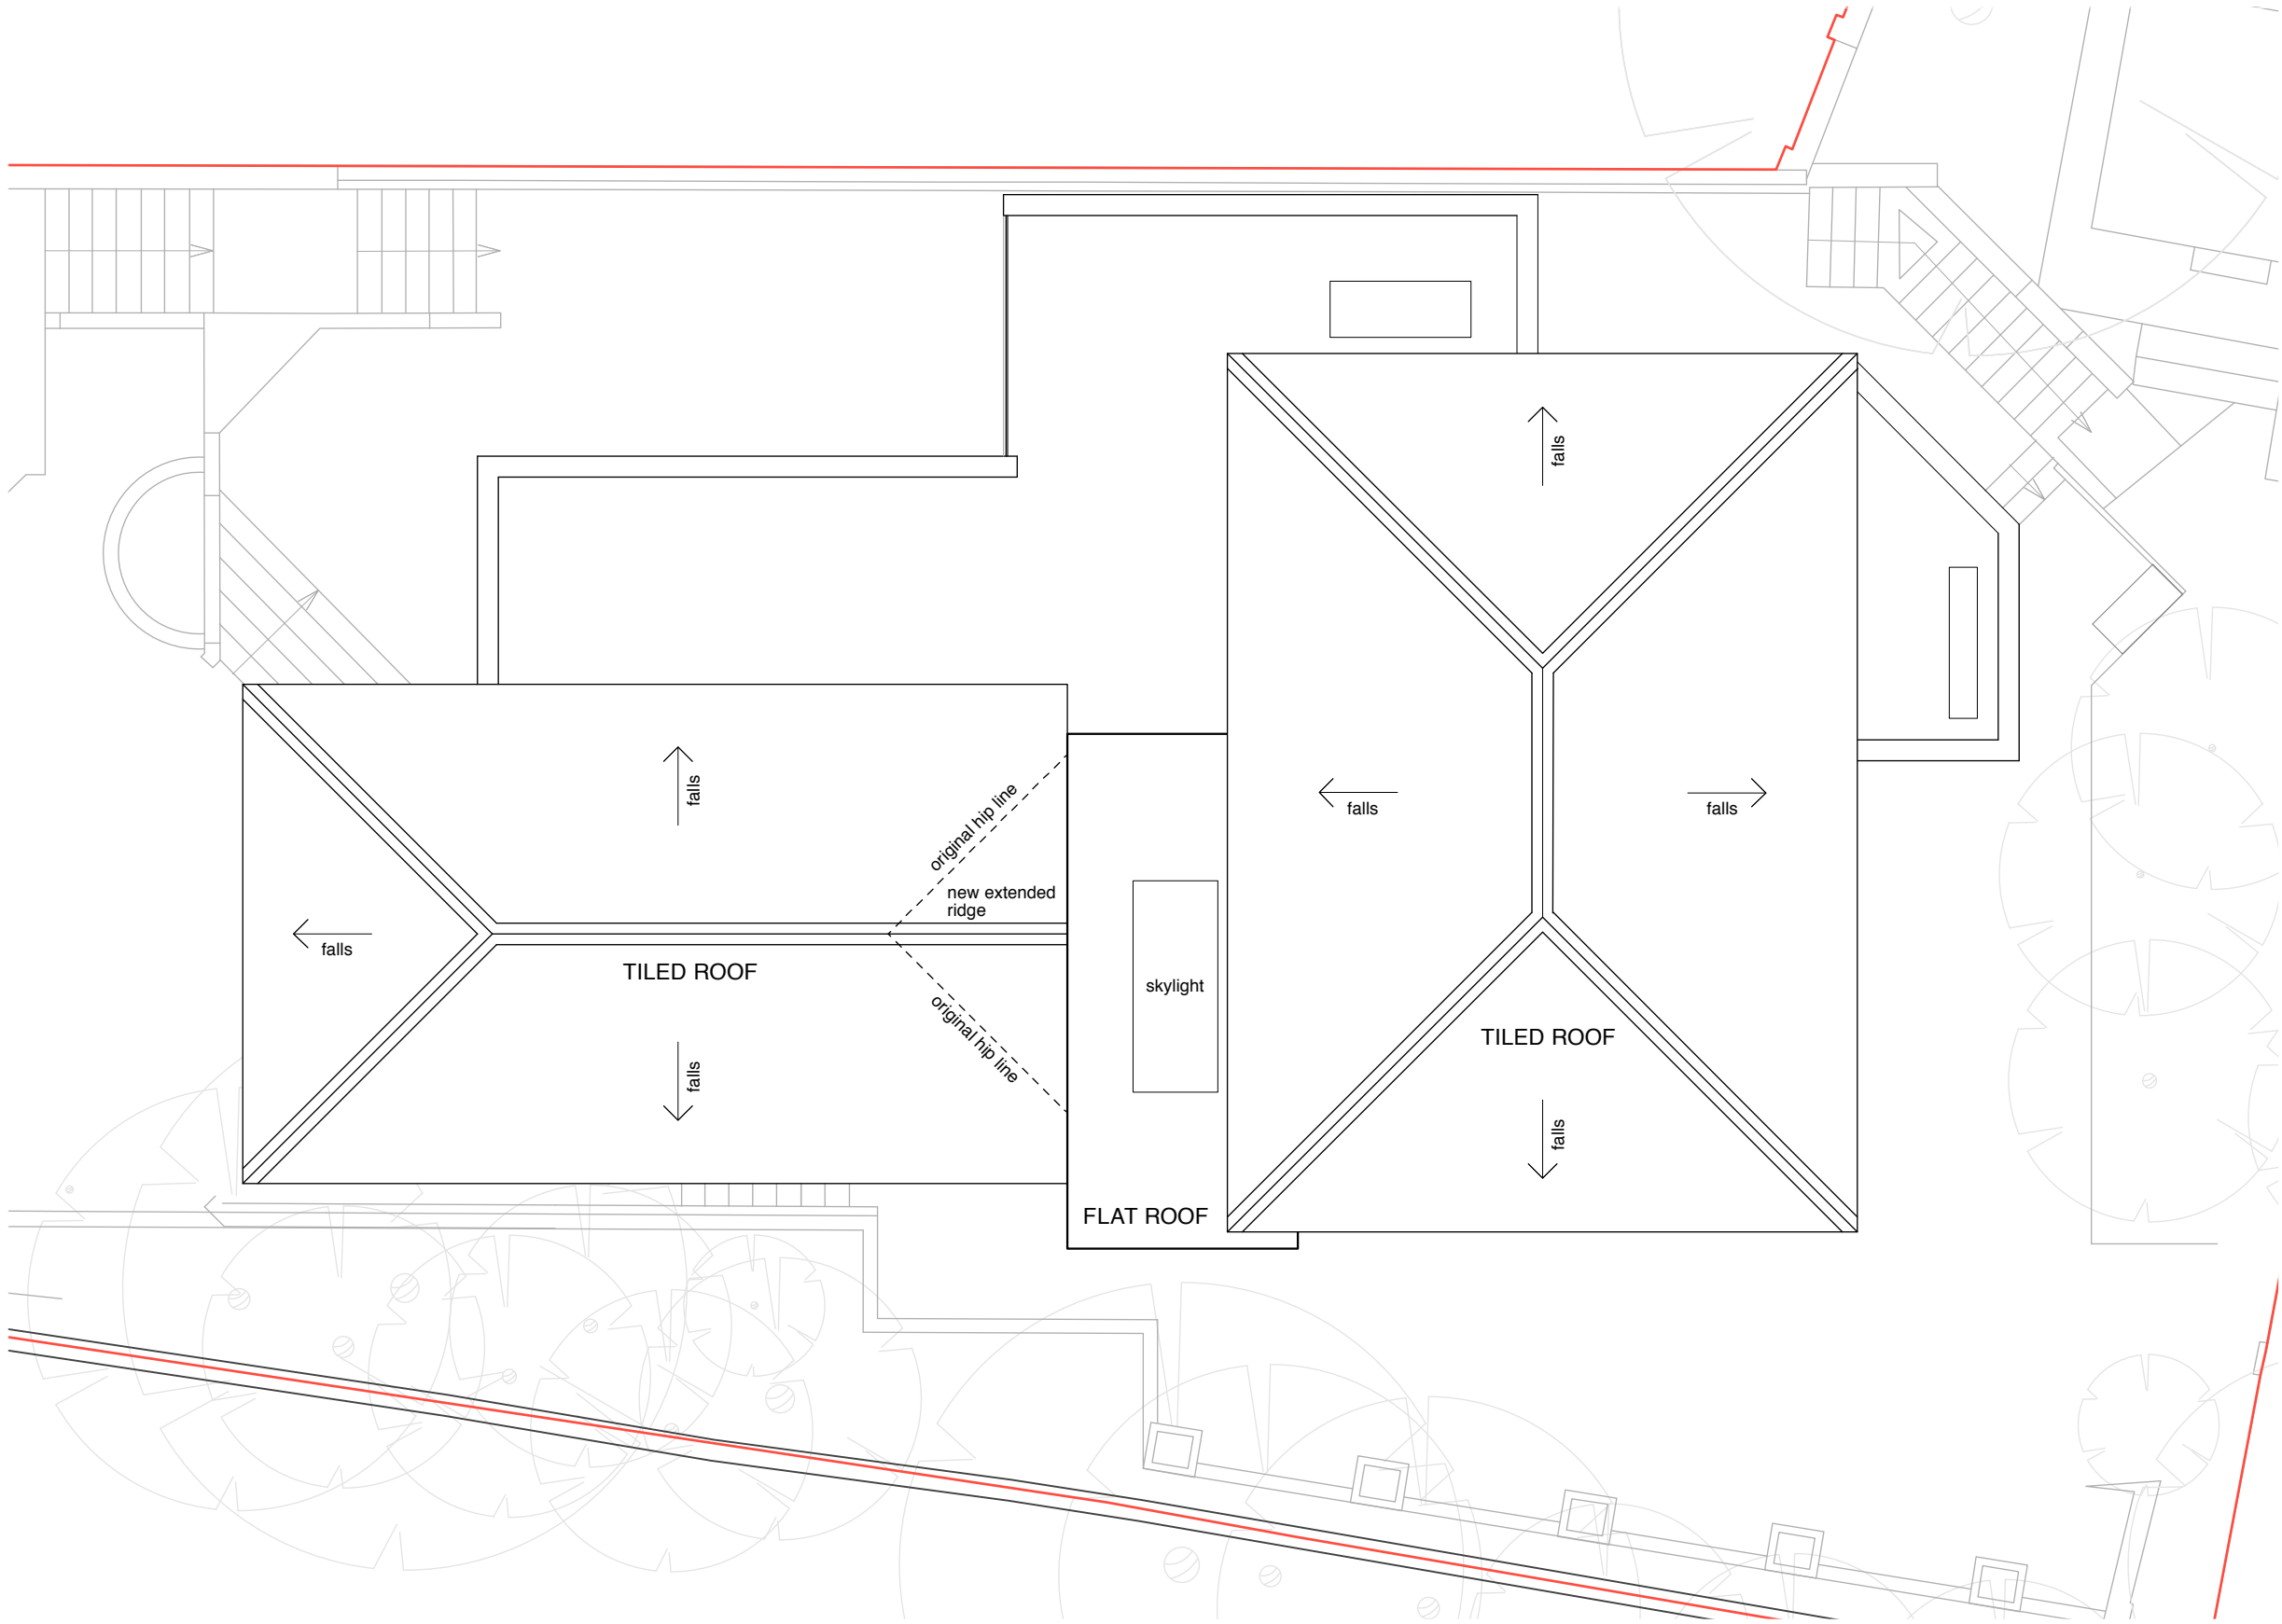 falls
falls
original hip line
falls
falls
new extended
ridge
falls
TILED ROOF
skylight
original hip line
TILED ROOF
falls
falls
FLAT ROOF